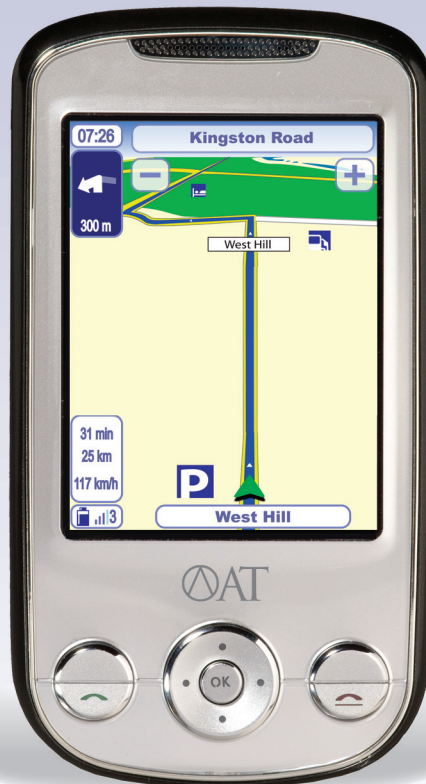 07:26
Kingston Road
300 m
West Hill
31 min
25 km
117 km/h
P
3
West Hill
AT
OK